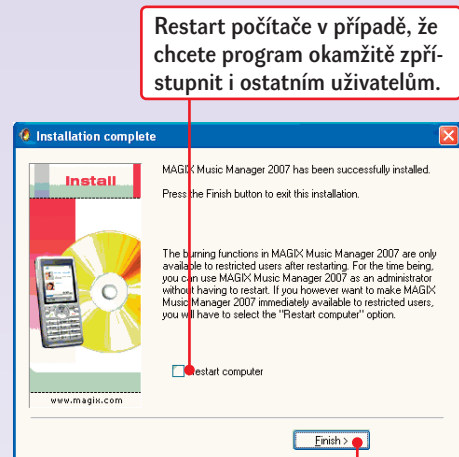 Restart počítače v případě, že
chcete program okamžitě zpří-
stupnit i ostatním uživatelům.
Installation complete
Install
www.magix.com
MAGIX Music Manager 2007 has been successfully installed.
Press the Finish button to exit this installation.
The burning functions in MAGIX Music Manager 2007 are only
available to restricted users after restarting. For the time being,
you can use MAGIX Music Manager 2007 as an administrator
without having to restart. If you however want to make MAGIX
Music Manager 2007 immediately available to restricted users,
you will have to select the "Restart computer" option.
Restart computer
Finish >